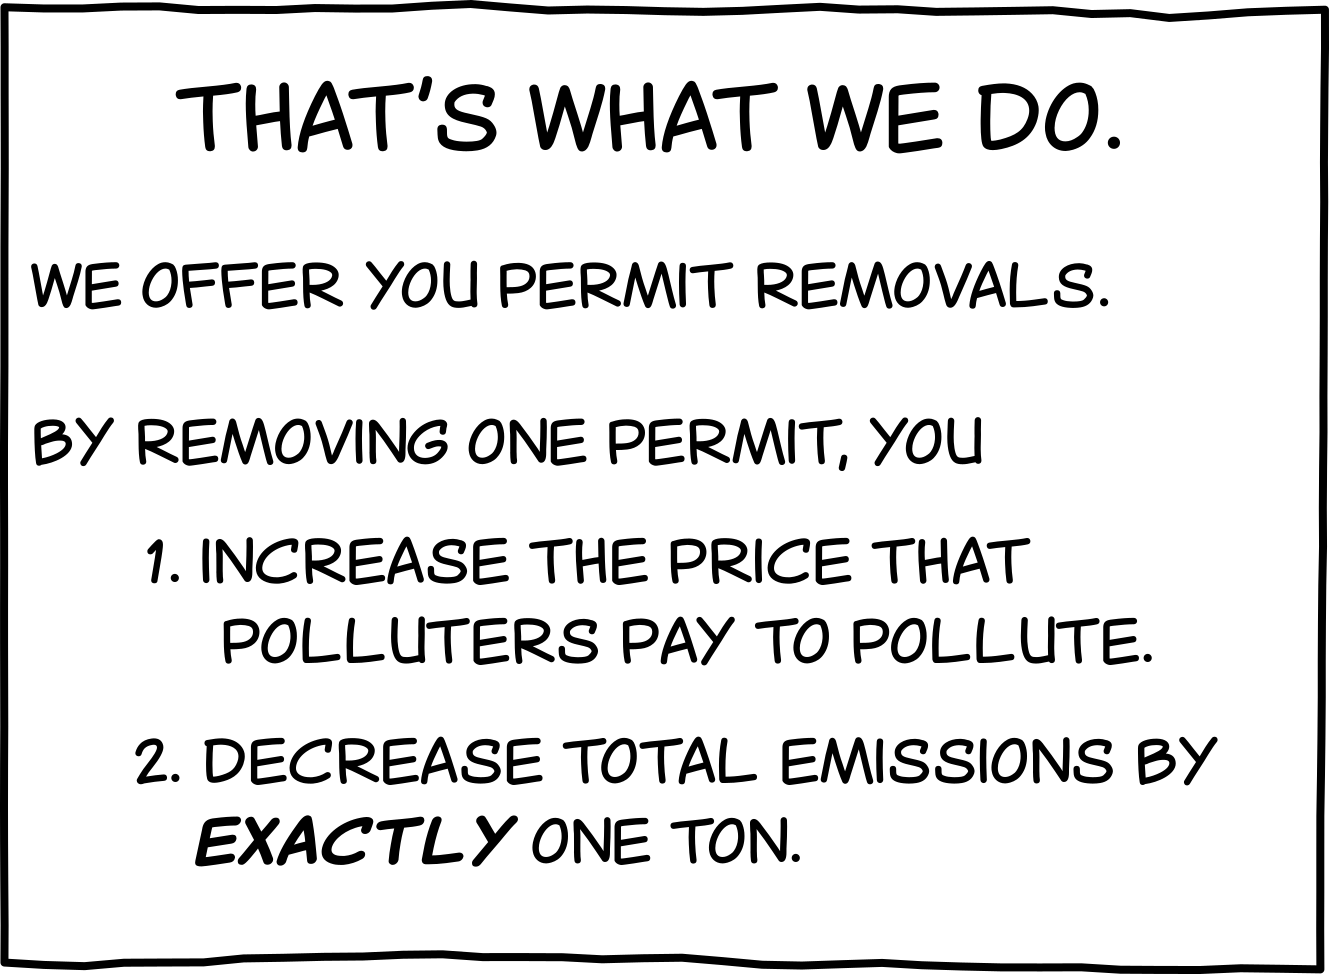 THAT'S WHAT WE DO.
WE OFFER YOU PERMIT REMOVALS.
BY REMOVING ONE PERMIT, YOU
1. INCREASE THE PRICE THAT
POLLUTERS PAY TO POLLUTE.
2. DECREASE TOTAL EMISSIONS BY
EXACTLY ONE TON.